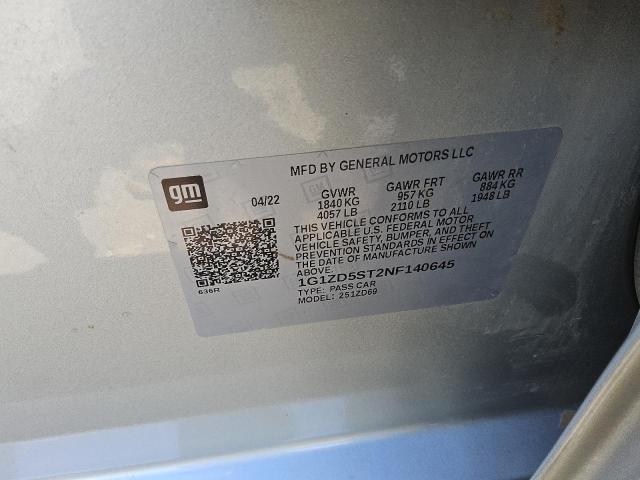 MFD BY GENERAL MOTORS LLC
gm
04/22
GVWR GAWR FRT GAWR RR
1840 KG 957 KG 884 KG
4057 LB 2110 LB 1948 LB
THIS VEHICLE CONFORMS TO ALL
APPLICABLE U.S. FEDERAL MOTOR
VEHICLE SAFETY, BUMPER, AND THEFT
PREVENTION STANDARDS IN EFFECT ON
THE DATE OF MANUFACTURE SHOWN
ABOVE.
1G1ZD5ST2NF140645
TYPE: PASS CAR
MODEL: 251ZD69
636R